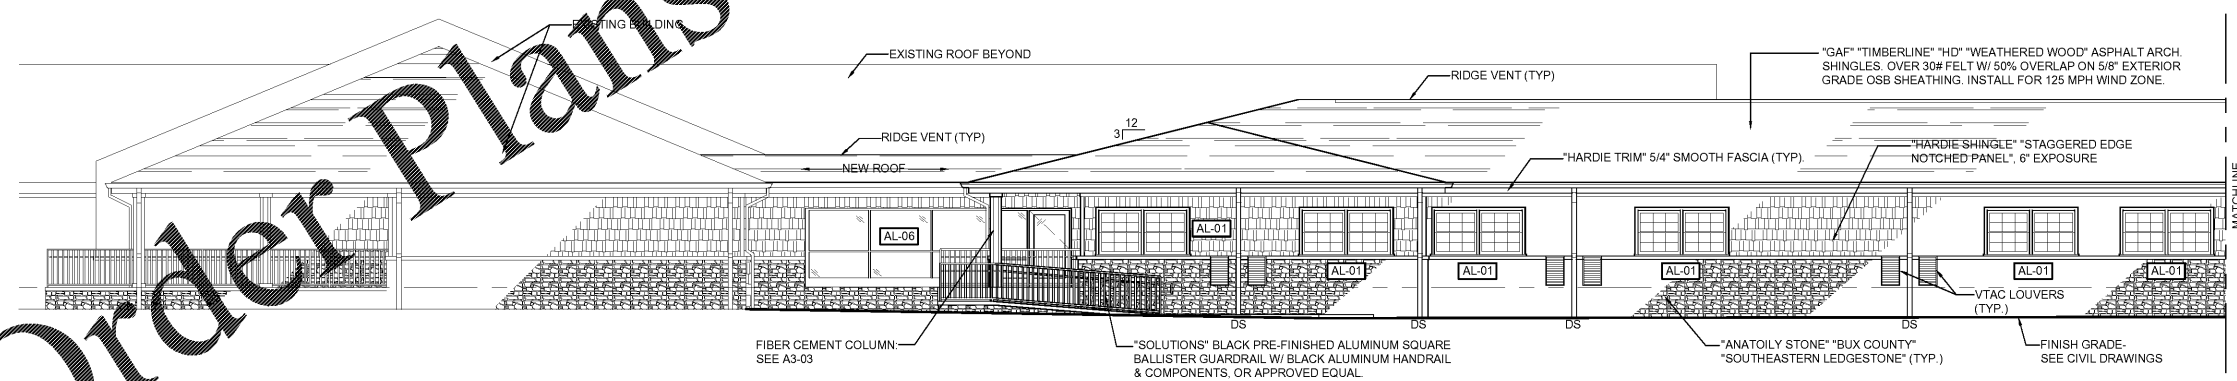 EXISTING BUILDING
EXISTING ROOF BEYOND
RIDGE VENT (TYP)
"GAF" "TIMBERLINE" "HD" "WEATHERED WOOD" ASPHALT ARCH.
SHINGLES. OVER 30# FELT W/ 50% OVERLAP ON 5/8" EXTERIOR
GRADE OSB SHEATHING. INSTALL FOR 125 MPH WIND ZONE.
12
3
RIDGE VENT (TYP)
"HARDIE SHINGLE" "STAGGERED EDGE
NOTCHED PANEL", 6" EXPOSURE
"HARDIE TRIM" 5/4" SMOOTH FASCIA (TYP).
NEW ROOF
MATCHLINE
AL-06
AL-01
AL-01
AL-01
AL-01
AL-01
AL-01
VTAC LOUVERS
(TYP.)
DS
DS
DS
DS
FIBER CEMENT COLUMN:
SEE A3-03
"SOLUTIONS" BLACK PRE-FINISHED ALUMINUM SQUARE
BALLISTER GUARDRAIL W/ BLACK ALUMINUM HANDRAIL
& COMPONENTS, OR APPROVED EQUAL.
"ANATOILY STONE" "BUX COUNTY"
"SOUTHEASTERN LEDGESTONE" (TYP.)
FINISH GRADE-
SEE CIVIL DRAWINGS
Order Plans